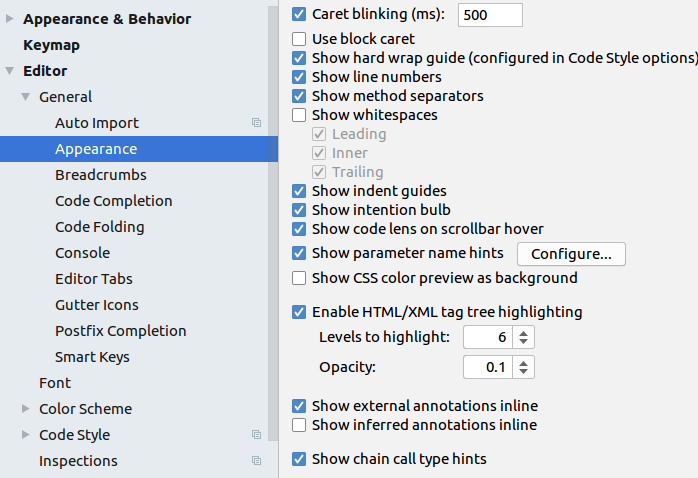 Appearance & Behavior
Keymap
Editor
General
Auto Import
Appearance
Breadcrumbs
Code Completion
Code Folding
Console
Editor Tabs
Gutter Icons
Postfix Completion
Smart Keys
Font
Color Scheme
Code Style
Inspections
Caret blinking (ms): 500
Use block caret
Show hard wrap guide (configured in Code Style options)
Show line numbers
Show method separators
Show whitespaces
Leading
Inner
Trailing
Show indent guides
Show intention bulb
Show code lens on scrollbar hover
Show parameter name hints Configure...
Show CSS color preview as background
Enable HTML/XML tag tree highlighting
Levels to highlight: 6
Opacity: 0.1
Show external annotations inline
Show inferred annotations inline
Show chain call type hints